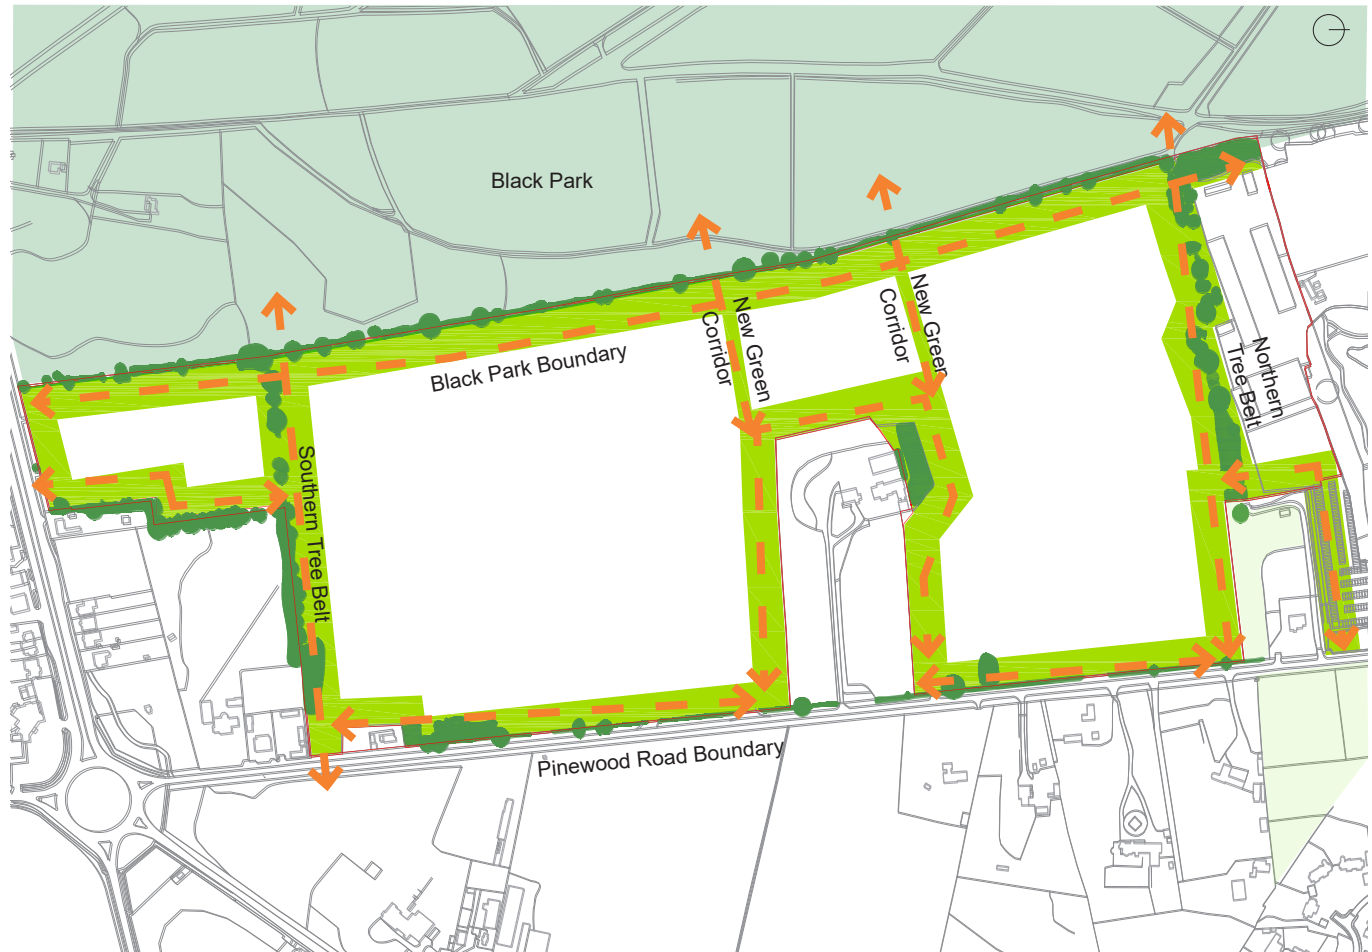 Black Park
Black Park Boundary
New Green
Corridor
New Green
Corridor
Northern
Tree Belt
Southern Tree Belt
Pinewood Road Boundary